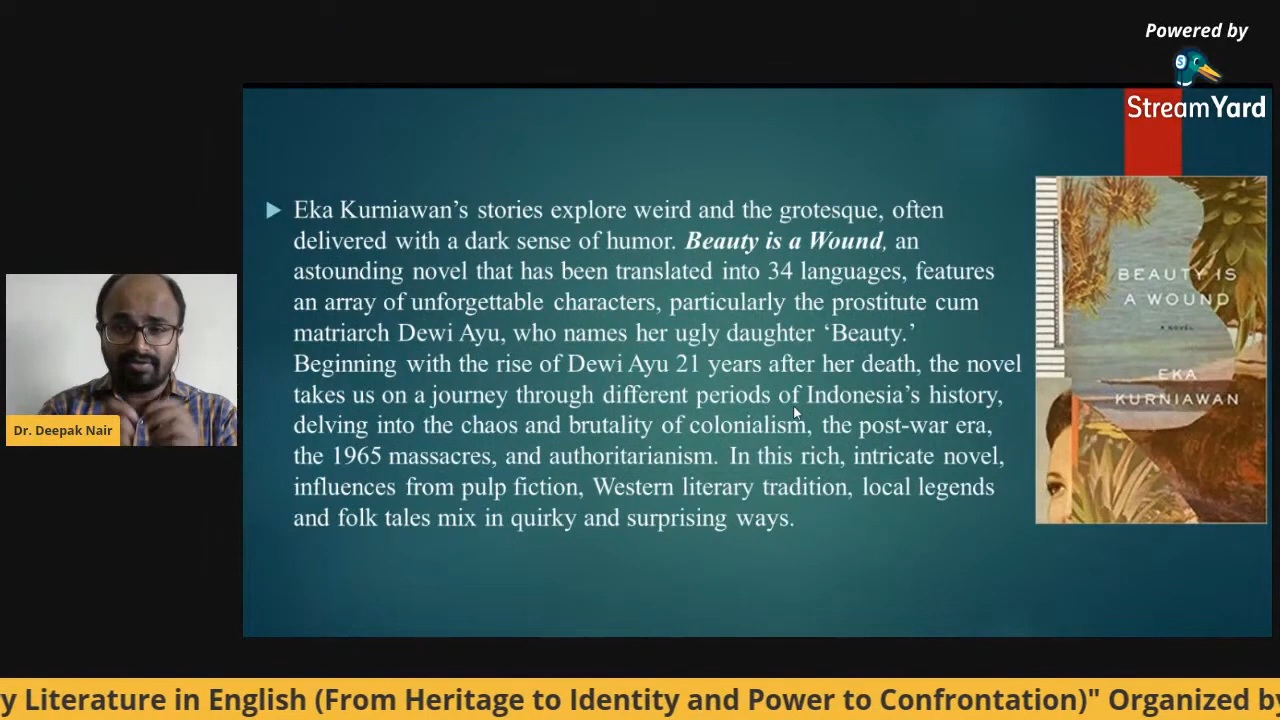 Powered by
StreamYard
Eka Kurniawan's stories explore weird and the grotesque, often
delivered with a dark sense of humor. Beauty is a Wound, an
astounding novel that has been translated into 34 languages, features
an array of unforgettable characters, particularly the prostitute cum
matriarch Dewi Ayu, who names her ugly daughter ‘Beauty.’
Beginning with the rise of Dewi Ayu 21 years after her death, the novel
takes us on a journey through different periods of Indonesia's history,
delving into the chaos and brutality of colonialism, the post-war era,
the 1965 massacres, and authoritarianism. In this rich, intricate novel,
influences from pulp fiction, Western literary tradition, local legends
and folk tales mix in quirky and surprising ways.
BEAUTY IS
A WOUND
A NOVEL
EKA
KURNIAWAN
Dr. Deepak Nair
y Literature in English (From Heritage to Identity and Power to Confrontation)" Organized by